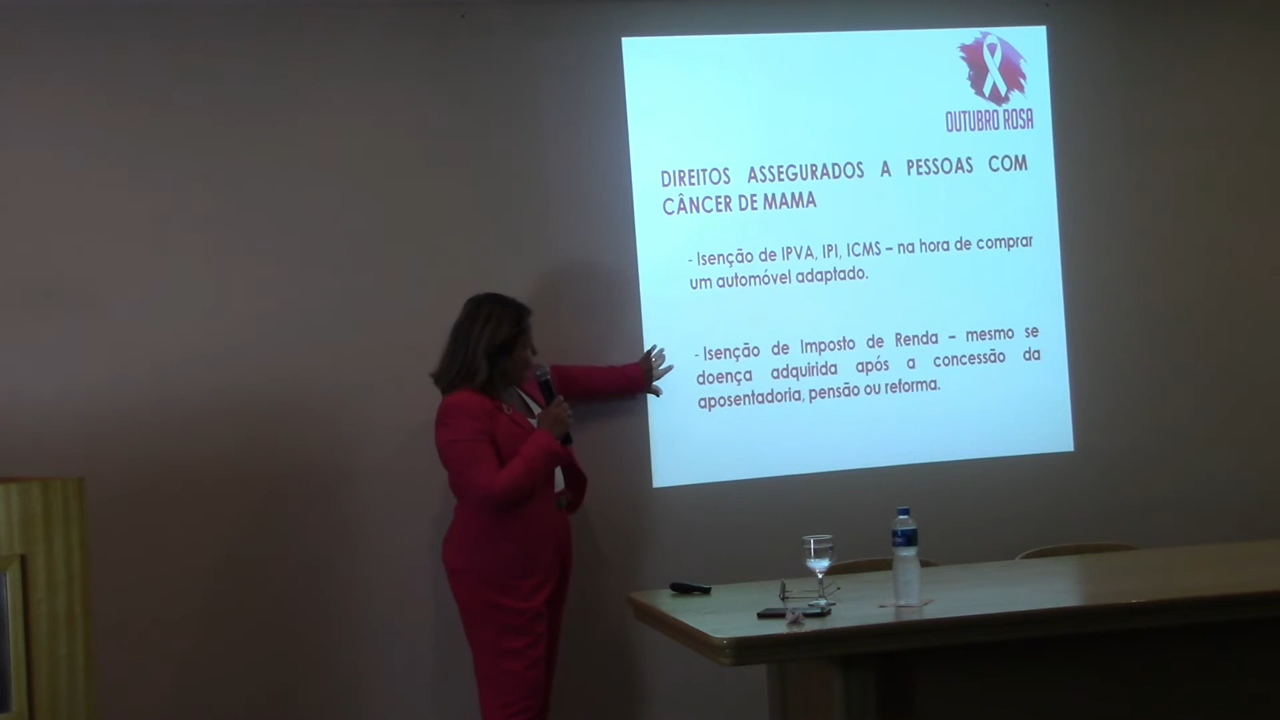 OUTUBRO ROSA
DIREITOS ASSEGURADOS A PESSOAS COM
CÂNCER DE MAMA
- Isenção de IPVA, IPI, ICMS – na hora de comprar
um automóvel adaptado.
- Isenção de Imposto de Renda – mesmo se
doença adquirida após a concessão da
aposentadoria, pensão ou reforma.